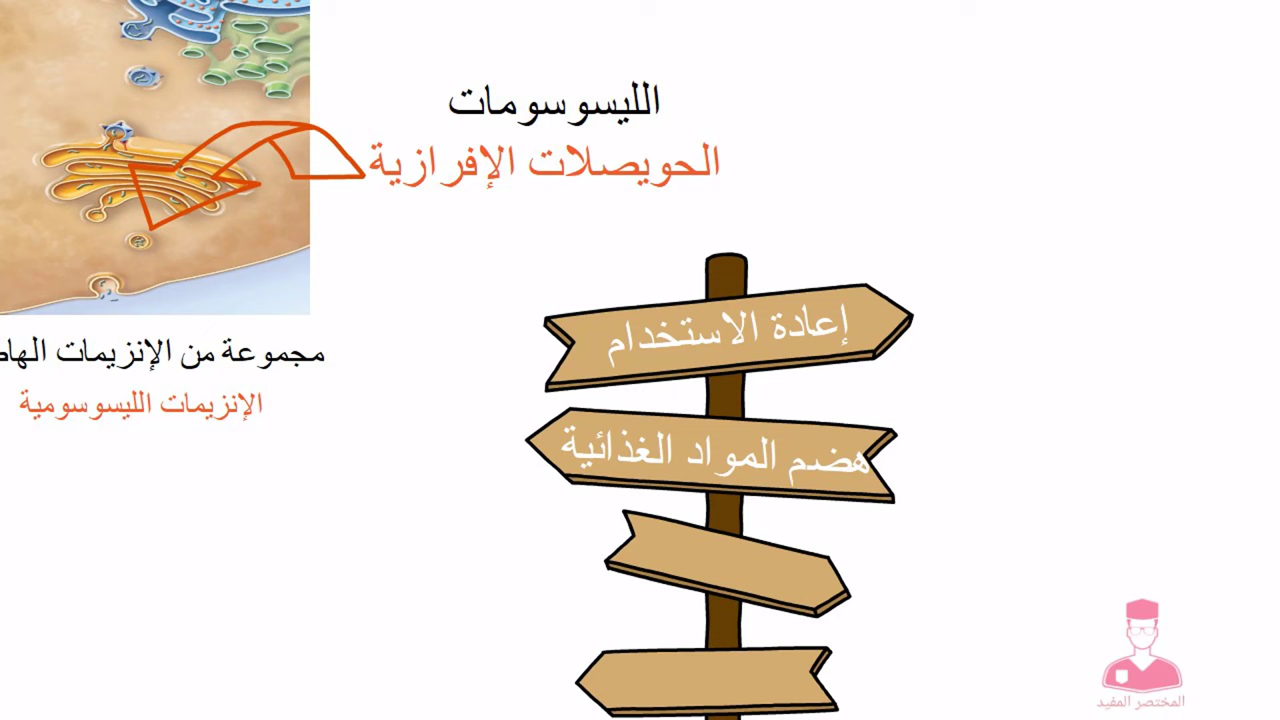 الليسوسومات
الحويصلات الإفرازية
إعادة الاستخدام
هضم المواد الغذائية
مجموعة من الإنزيمات
الإنزيمات الليسوسومية
المختصر المفيد